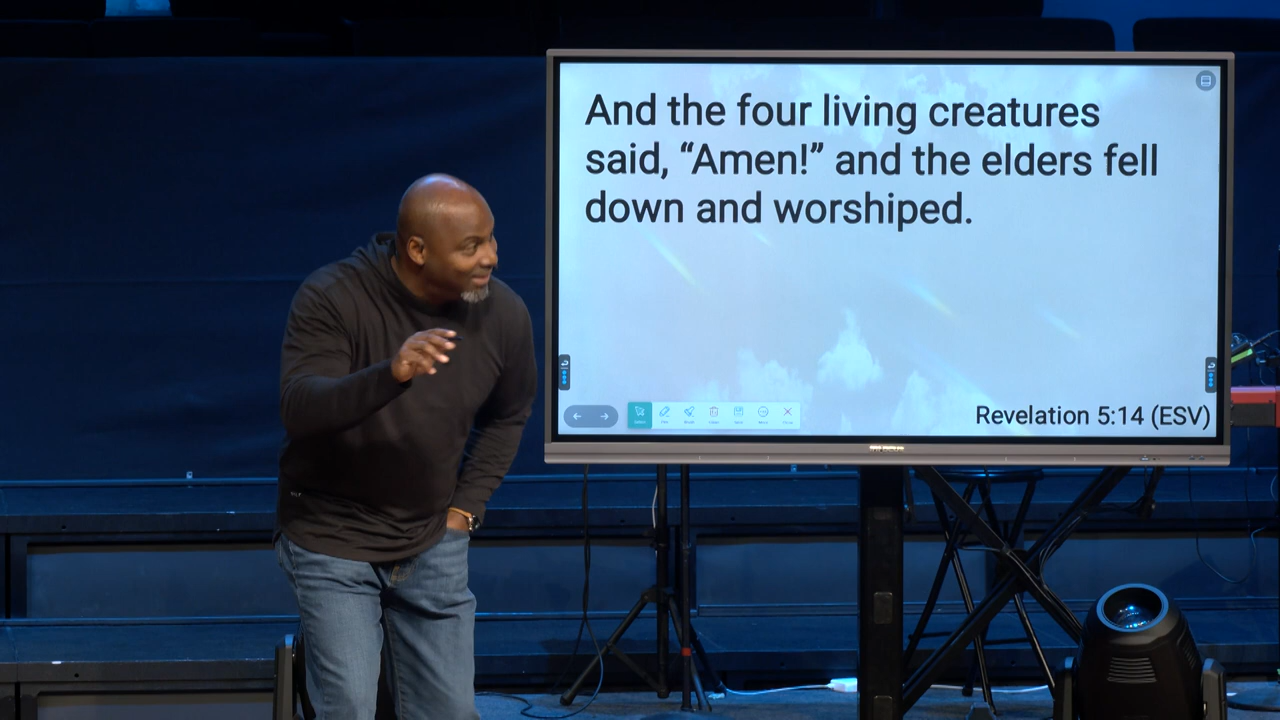 And the four living creatures
said, “Amen!” and the elders fell
down and worshiped.
Revelation 5:14 (ESV)